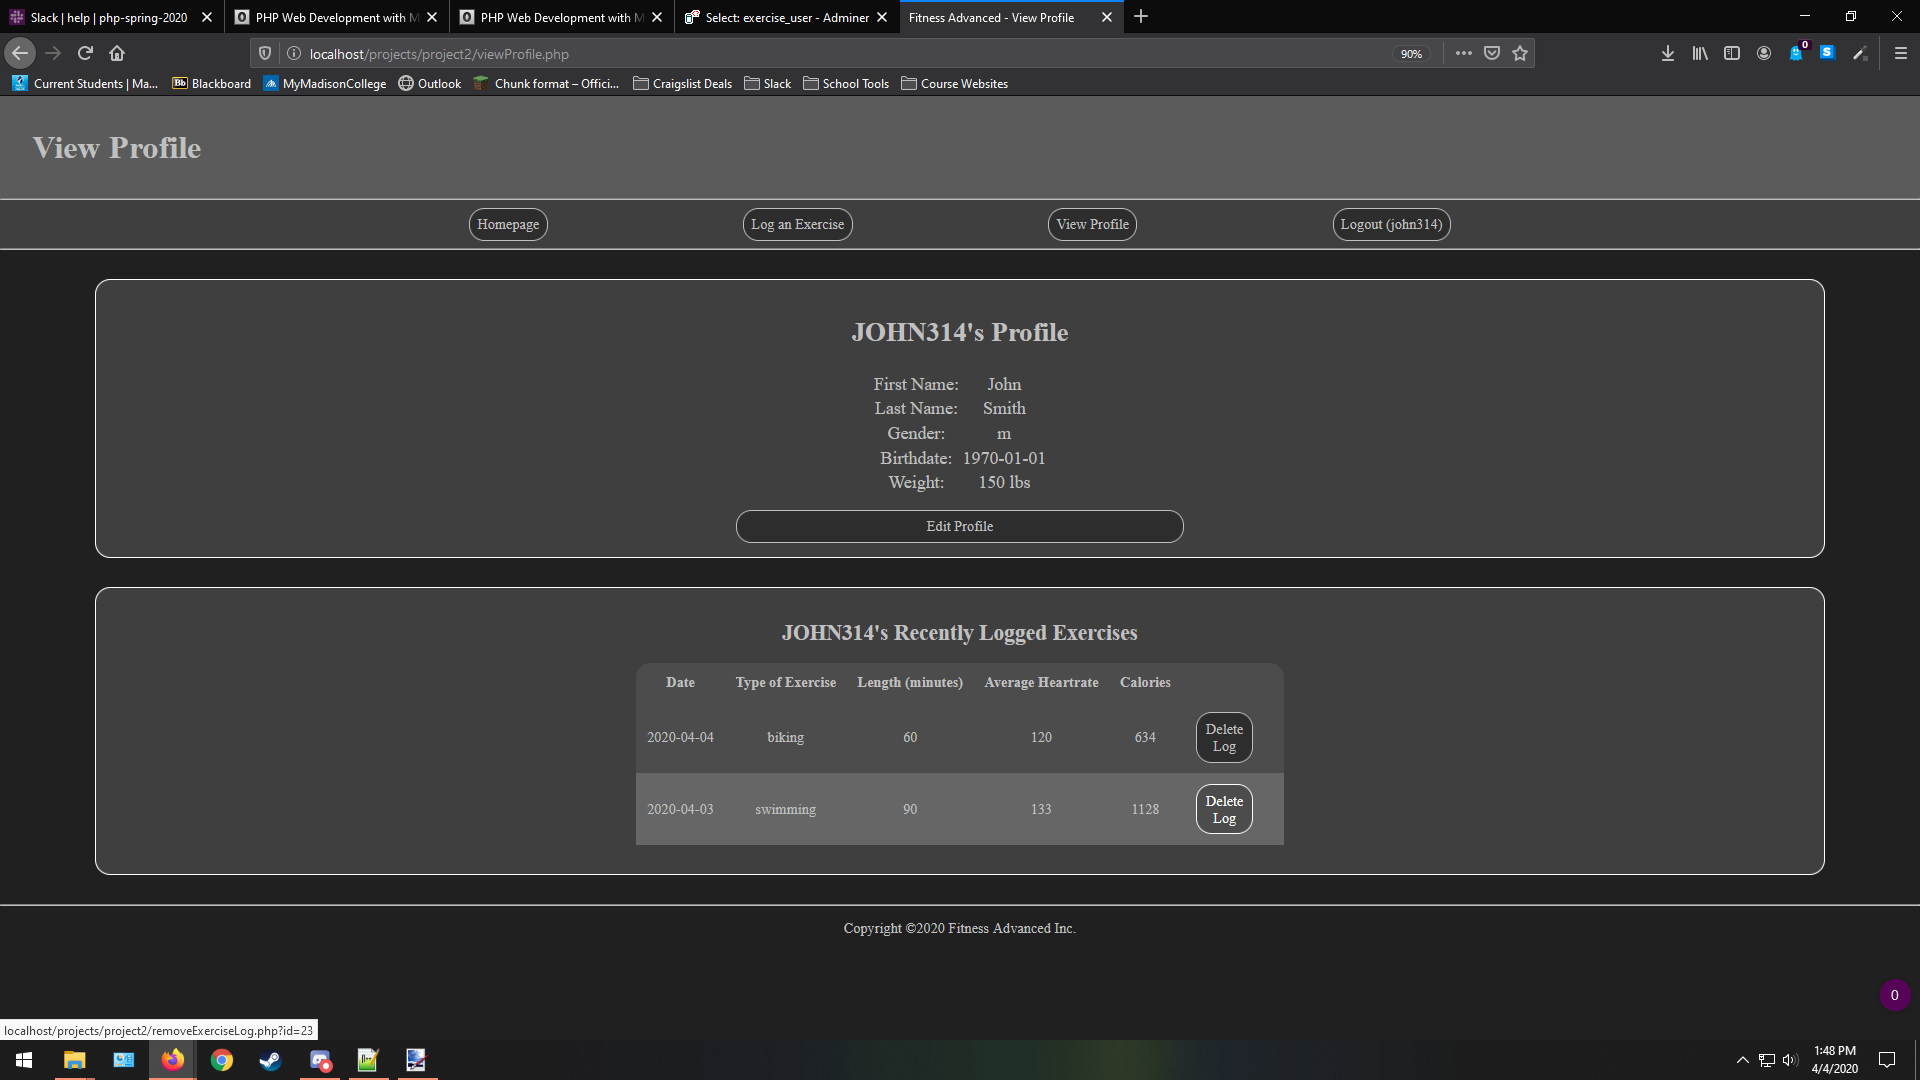 Slack | help | php-spring-2020
PHP Web Development with M
PHP Web Development with M
Select: exercise_user - Adminer
Fitness Advanced - View Profile
localhost/projects/project2/viewProfile.php
90%
0
S
Current Students | Ma...
Bb Blackboard
MyMadisonCollege
Outlook
Chunk format – Offici...
Craigslist Deals
Slack
School Tools
Course Websites
View Profile
Homepage
Log an Exercise
View Profile
Logout (john314)
JOHN314's Profile
First Name: John
Last Name: Smith
Gender: m
Birthdate: 1970-01-01
Weight: 150 lbs
Edit Profile
JOHN314's Recently Logged Exercises
Date Type of Exercise Length (minutes) Average Heartrate Calories
2020-04-04 biking 60 120 634 Delete
Log
2020-04-03 swimming 90 133 1128 Delete
Log
Copyright ©2020 Fitness Advanced Inc.
0
localhost/projects/project2/removeExerciseLog.php?id=23
1:48 PM
4/4/2020